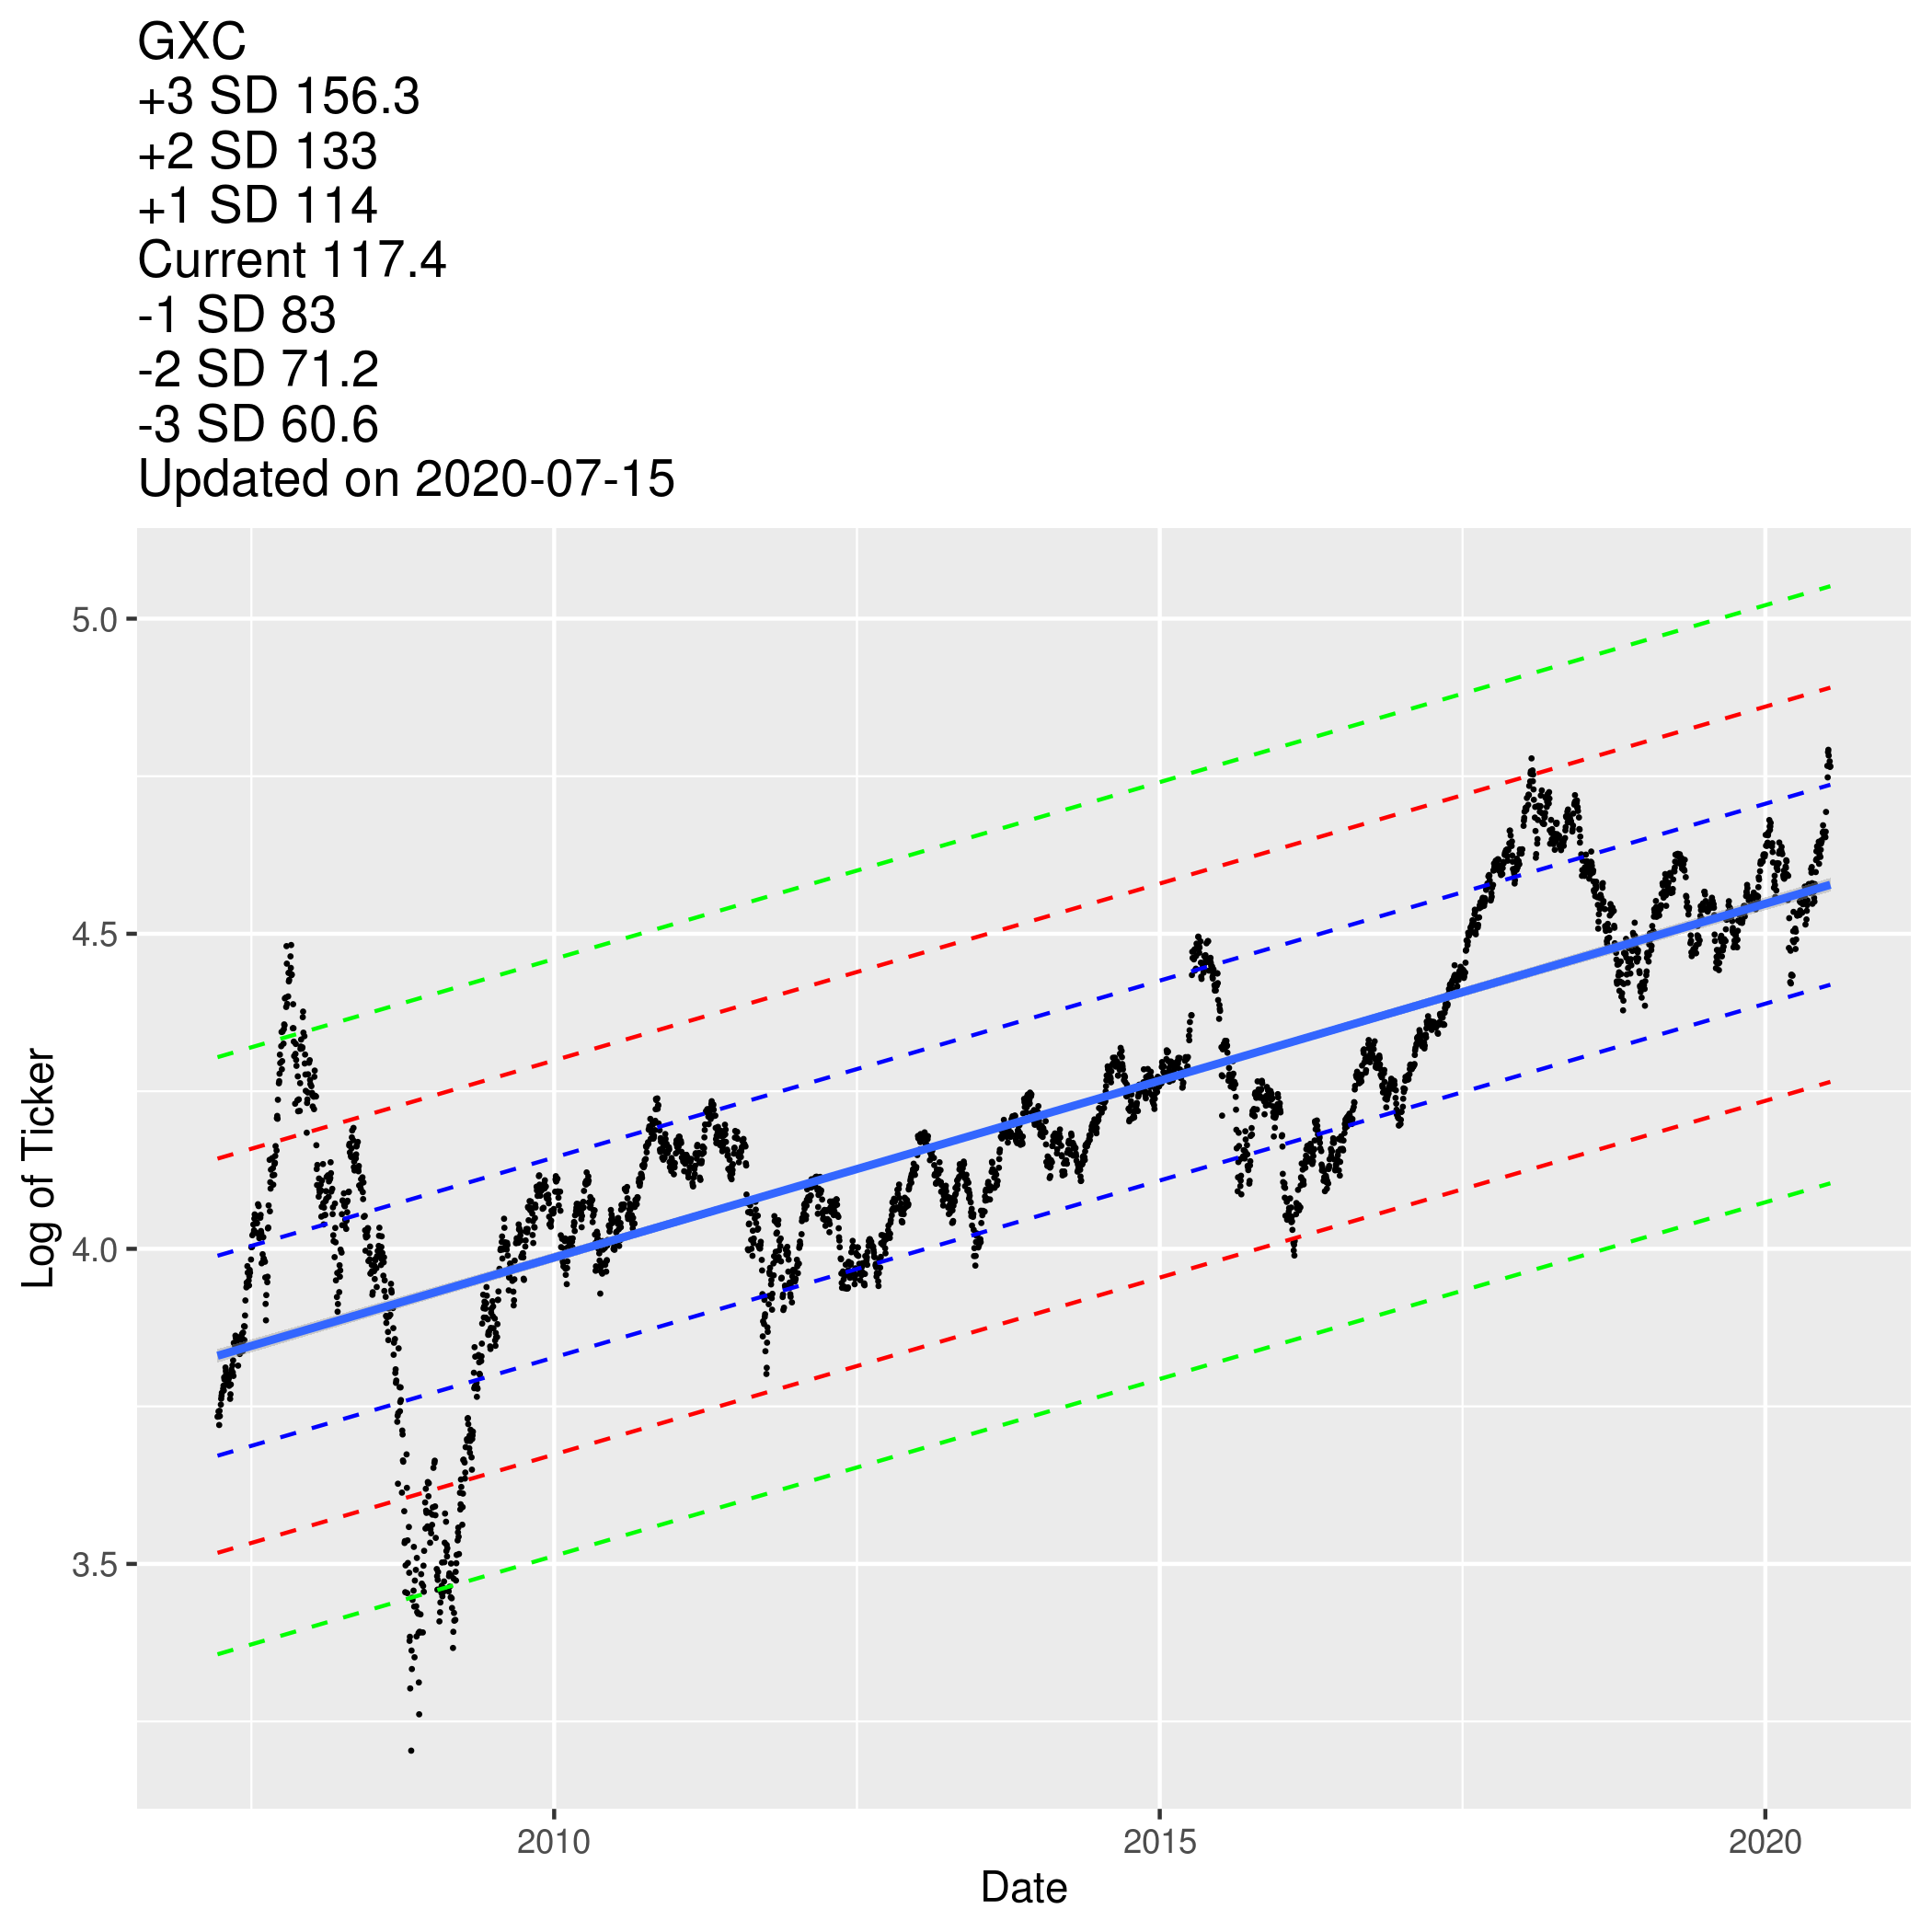 GXC
+3 SD 156.3
+2 SD 133
+1 SD 114
Current 117.4
-1 SD 83
-2 SD 71.2
-3 SD 60.6
Updated on 2020-07-15
5.0
4.5
4.0
3.5
Log of Ticker
2010
2015
2020
Date